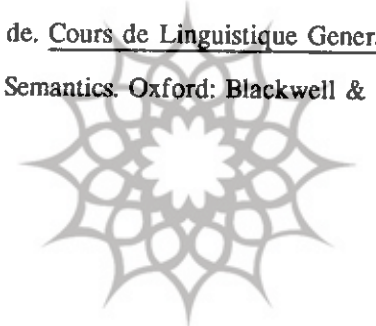 de. Cours de Linguistique Gener.
Semantics. Oxford: Blackwell &